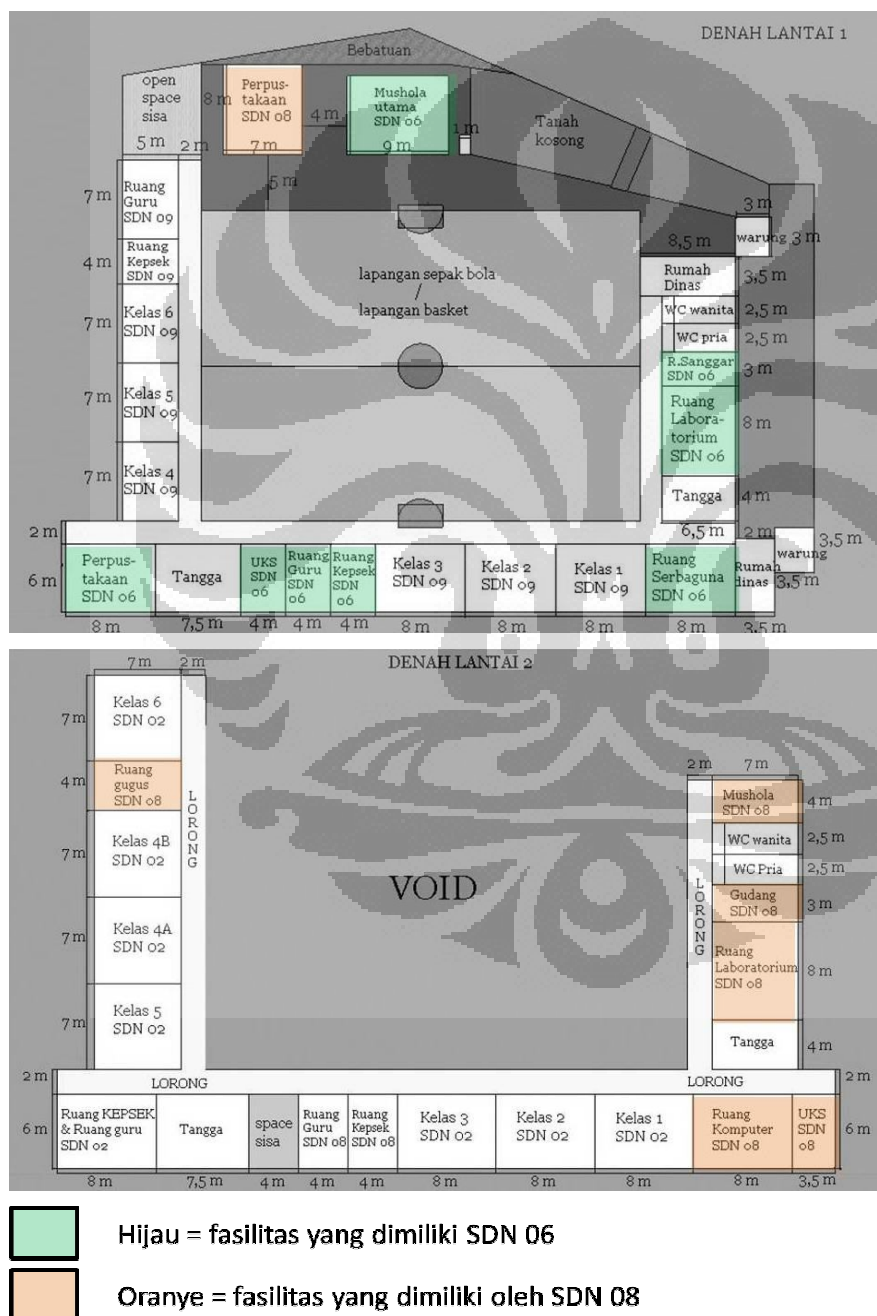 DENAH LANTAI 1
Bebatuan
open
space
sisa
5 m
2 m
8 m
Perpus-
takaan
SDN 08
7 m
4 m
Mushola
utama
SDN 06
9 m
1 m
Tanah
kosong
5 m
7 m
Ruang
Guru
SDN 09
4 m
Ruang
Kepsek
SDN 09
7 m
Kelas 6
SDN 09
7 m
Kelas 5
SDN 09
7 m
Kelas 4
SDN 09
lapangan sepak bola
/
lapangan basket
3 m
warung
3 m
8,5 m
Rumah
Dinas
3,5 m
WC wanita
2,5 m
WC pria
2,5 m
R.Sanggar
SDN 06
3 m
Ruang
Labora-
torium
SDN 06
8 m
Tangga
4 m
6,5 m
2 m
3,5 m
warung
3,5 m
2 m
6 m
Perpus-
takaan
SDN 06
Tangga
UKS
SDN
06
Ruang
Guru
SDN
06
Ruang
Kepsek
SDN
06
Kelas 3
SDN 09
Kelas 2
SDN 09
Kelas 1
SDN 09
Ruang
Serbaguna
SDN 06
Rumah
dinas
8 m
7,5 m
4 m
4 m
4 m
8 m
8 m
8 m
8 m
3,5 m
DENAH LANTAI 2
7 m
2 m
7 m
Kelas 6
SDN 02
4 m
Ruang
gugus
SDN 08
7 m
Kelas 4B
SDN 02
7 m
Kelas 4A
SDN 02
7 m
Kelas 5
SDN 02
LORONG
VOID
2 m
7 m
Mushola
SDN 08
4 m
WC wanita
2,5 m
WC Pria
2,5 m
Gudang
SDN 08
3 m
Ruang
Laboratorium
SDN 08
8 m
Tangga
4 m
LORONG
2 m
LORONG
LORONG
2 m
6 m
Ruang KEPSEK
& Ruang guru
SDN 02
Tangga
space
sisa
Ruang
Guru
SDN 08
Ruang
Kepsek
SDN 08
Kelas 3
SDN 02
Kelas 2
SDN 02
Kelas 1
SDN 02
Ruang
Komputer
SDN 08
UKS
SDN
08
6 m
8 m
7,5 m
4 m
4 m
4 m
8 m
8 m
8 m
8 m
3,5 m
Hijau = fasilitas yang dimiliki SDN 06
Oranye = fasilitas yang dimiliki oleh SDN 08